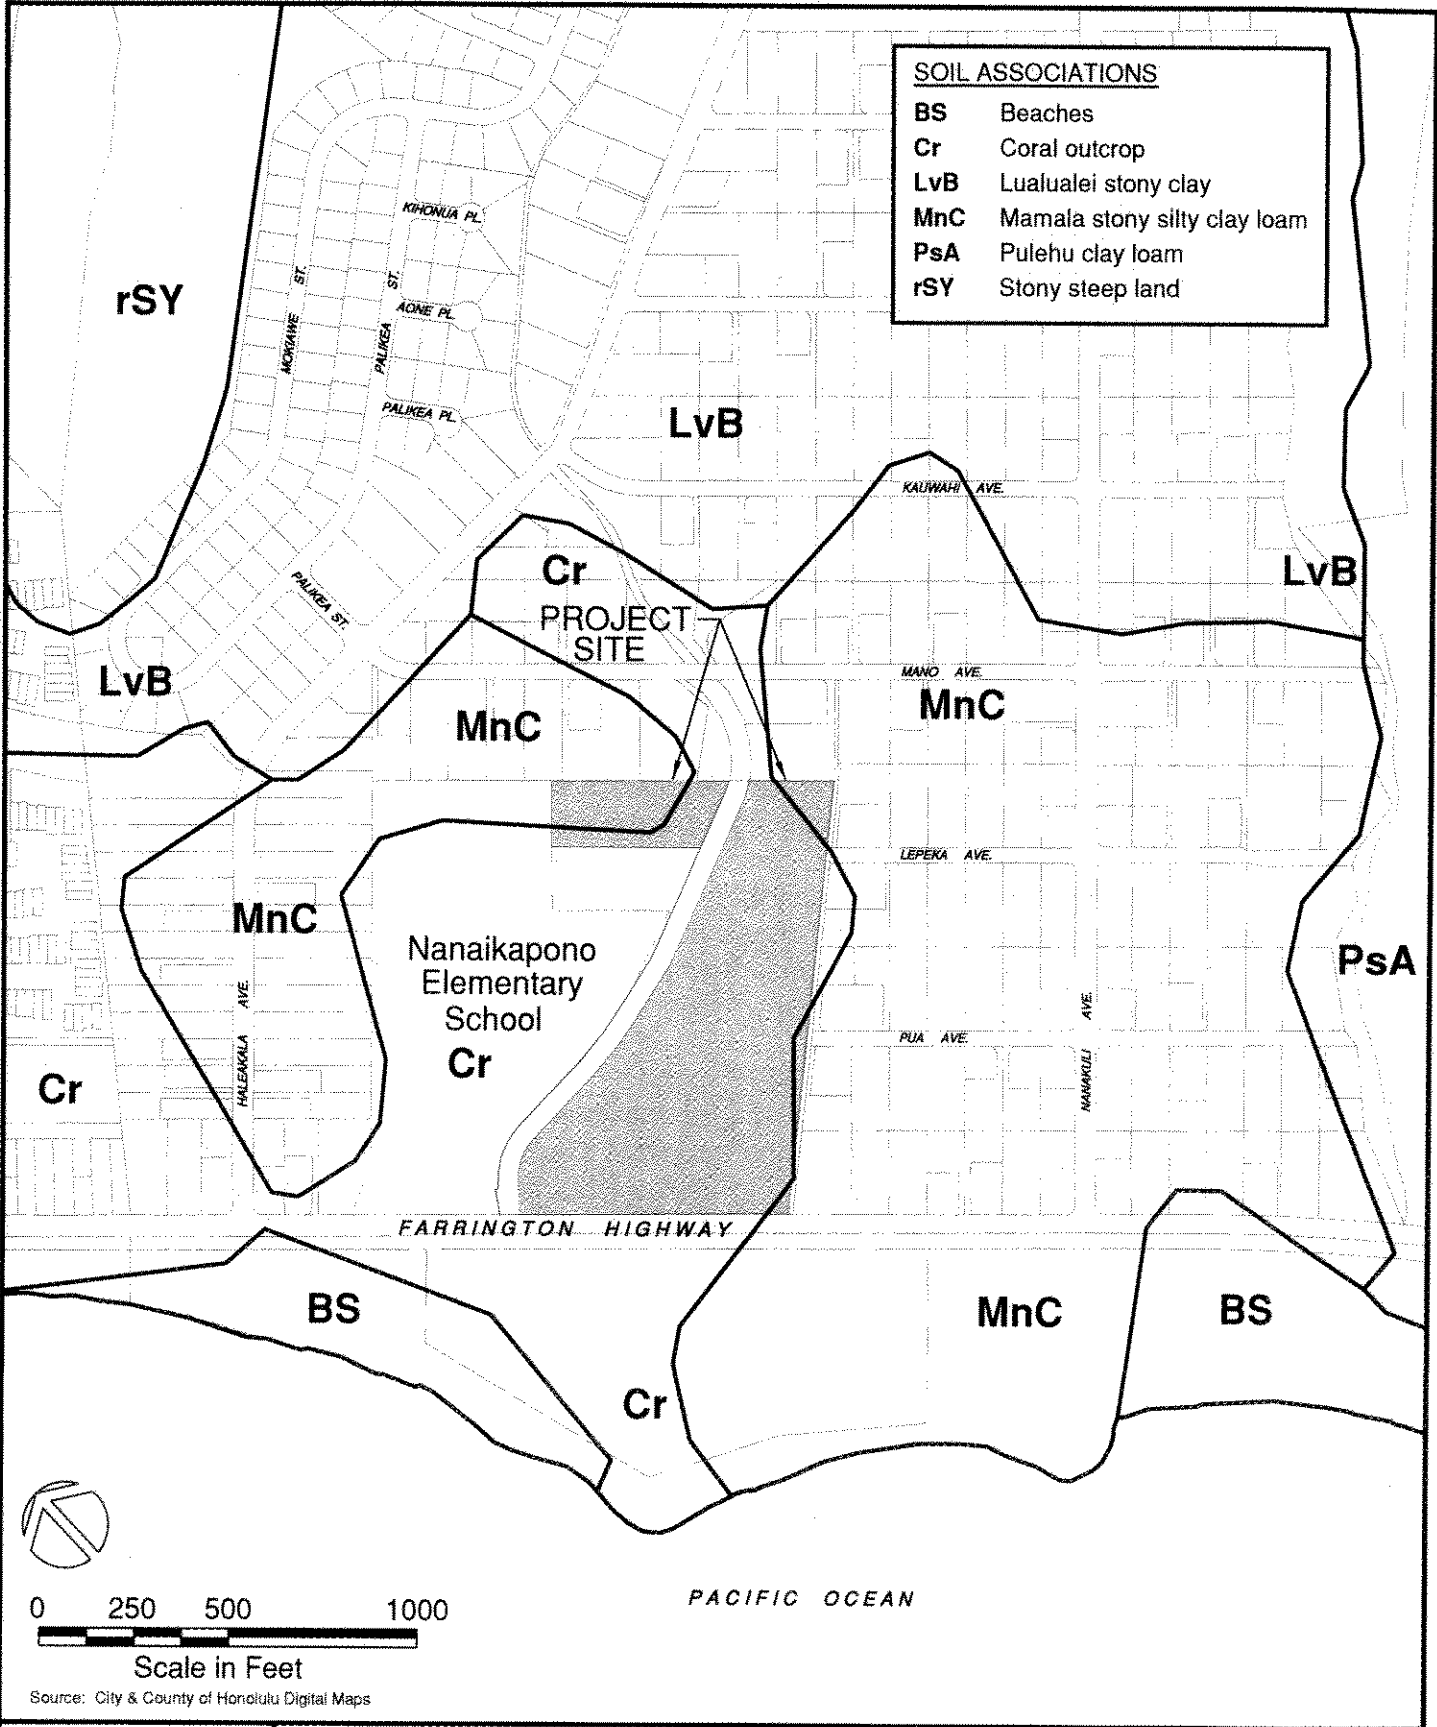 SOIL ASSOCIATIONS
BS Beaches
Cr Coral outcrop
LvB Lualualei stony clay
MnC Mamala stony silty clay loam
PsA Pulehu clay loam
rSY Stony steep land
KIHONUA PL.
rSY
MOKIAWE ST.
PALIKEA ST.
AONE PL.
PALIKEA PL.
LvB
KAUWAHI AVE.
Cr
LvB
PALIKEA ST.
PROJECT
SITE
LvB
MANO AVE.
MnC
MnC
LEPEKA AVE.
MnC
Nanaikapono
Elementary
School
Cr
PsA
HALEAKALA AVE.
NANAKULI AVE.
PUA AVE.
Cr
FARRINGTON HIGHWAY
BS
MnC
BS
Cr
PACIFIC OCEAN
0 250 500 1000
Scale in Feet
Source: City & County of Honolulu Digital Maps